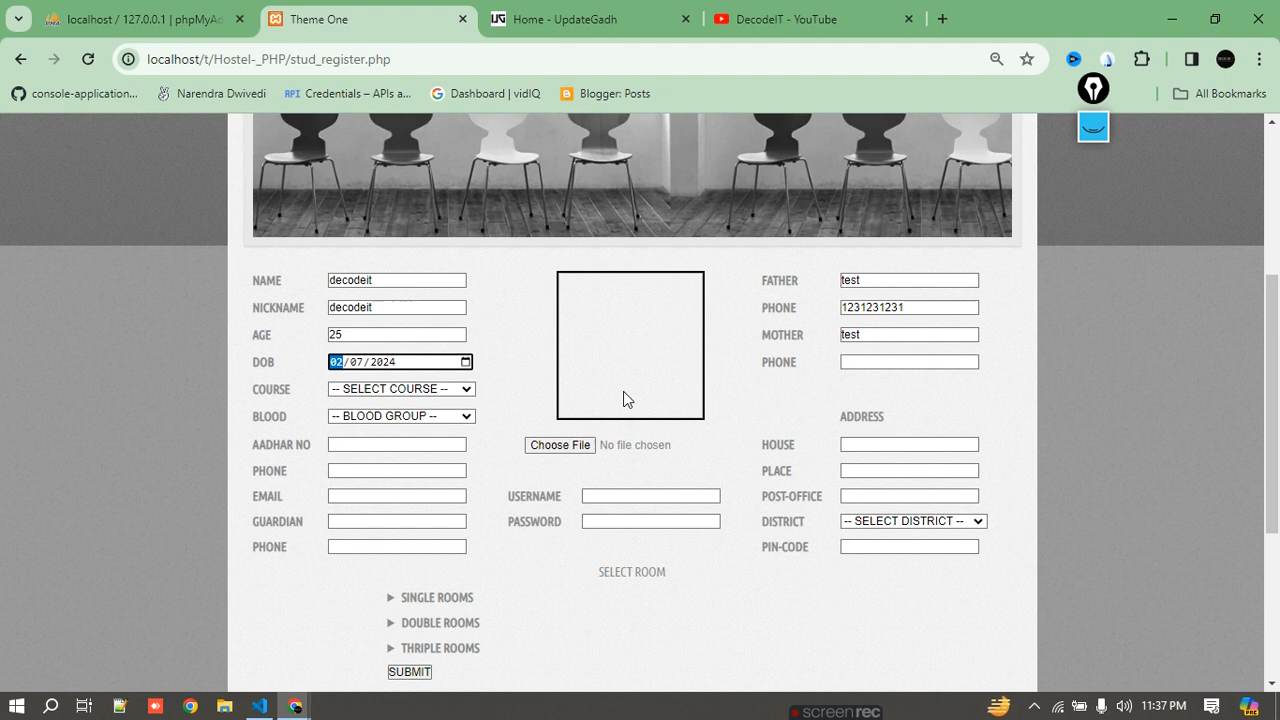 localhost / 127.0.0.1 | phpMyAd
Theme One
Home - UpdateGadh
DecodeIT - YouTube
localhost/t/Hostel-_PHP/stud_register.php
console-application...
Narendra Dwivedi
Credentials – APIs a...
Dashboard | vidIQ
Blogger: Posts
All Bookmarks
NAME decodeit
NICKNAME decodeit
AGE 25
DOB 02/07/2024
COURSE -- SELECT COURSE --
BLOOD -- BLOOD GROUP --
AADHAR NO
PHONE
EMAIL
GUARDIAN
PHONE
Choose File No file chosen
USERNAME
PASSWORD
FATHER test
PHONE 1231231231
MOTHER test
PHONE
ADDRESS
HOUSE
PLACE
POST-OFFICE
DISTRICT -- SELECT DISTRICT --
PIN-CODE
SELECT ROOM
SINGLE ROOMS
DOUBLE ROOMS
THRIPLE ROOMS
SUBMIT
screenrec
11:37 PM